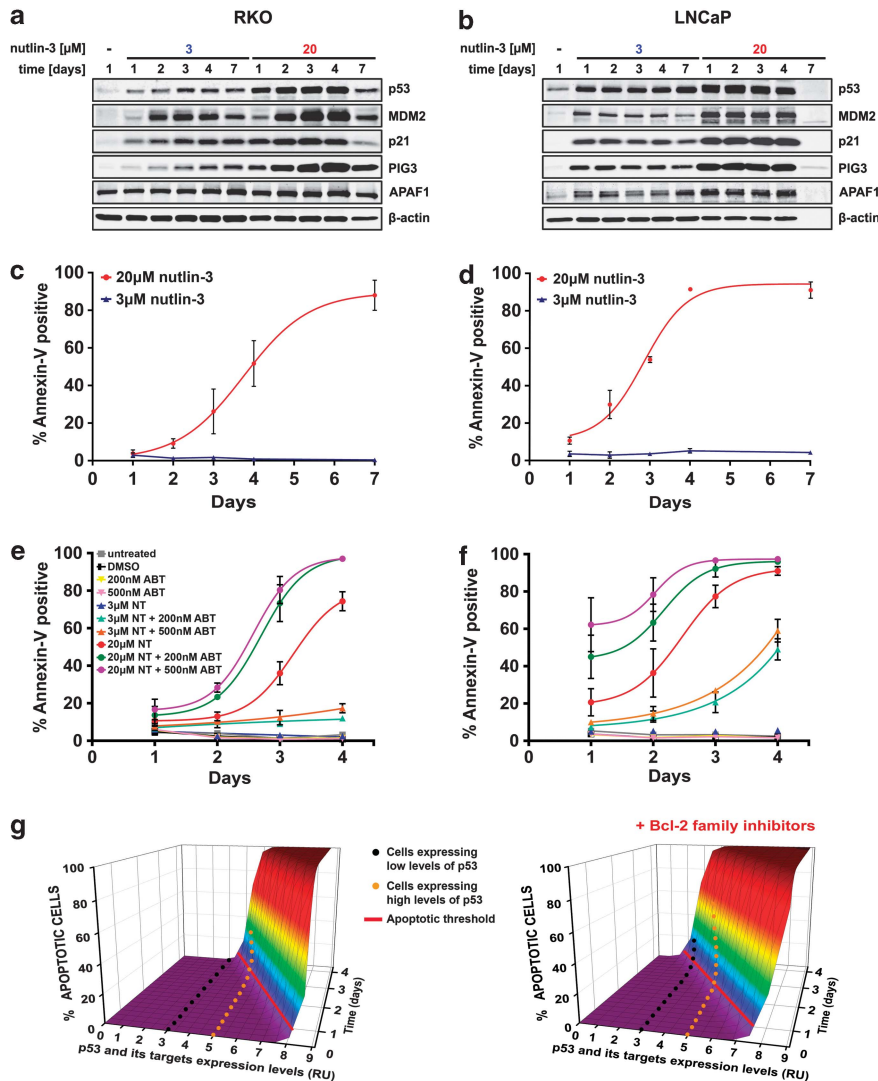 a
RKO
nutlin-3 [µM] - 3 20
time [days] 1 1 2 3 4 7 1 2 3 4 7
p53
MDM2
p21
PIG3
APAF1
β-actin
b
LNCaP
nutlin-3 [µM] - 3 20
time [days] 1 1 2 3 4 7 1 2 3 4 7
p53
MDM2
p21
PIG3
APAF1
β-actin
c
100
80
60
40
20
0
% Annexin-V positive
20µM nutlin-3
3µM nutlin-3
0 1 2 3 4 5 6 7
Days
d
100
80
60
40
20
0
% Annexin-V positive
20µM nutlin-3
3µM nutlin-3
0 1 2 3 4 5 6 7
Days
e
100
80
60
40
20
0
% Annexin-V positive
untreated
DMSO
200nM ABT
500nM ABT
3µM NT
3µM NT + 200nM ABT
3µM NT + 500nM ABT
20µM NT
20µM NT + 200nM ABT
20µM NT + 500nM ABT
0 1 2 3 4
Days
f
100
80
60
40
20
0
% Annexin-V positive
0 1 2 3 4
Days
g
100
80
60
40
20
0
% APOPTOTIC CELLS
0 1 2 3 4 5 6 7 8 9
p53 and its targets expression levels (RU)
4
3
2
1
0
Time (days)
Cells expressing
low levels of p53
Cells expressing
high levels of p53
Apoptotic threshold
+ Bcl-2 family inhibitors
100
80
60
40
20
0
% APOPTOTIC CELLS
0 1 2 3 4 5 6 7 8 9
p53 and its targets expression levels (RU)
4
3
2
1
0
Time (days)